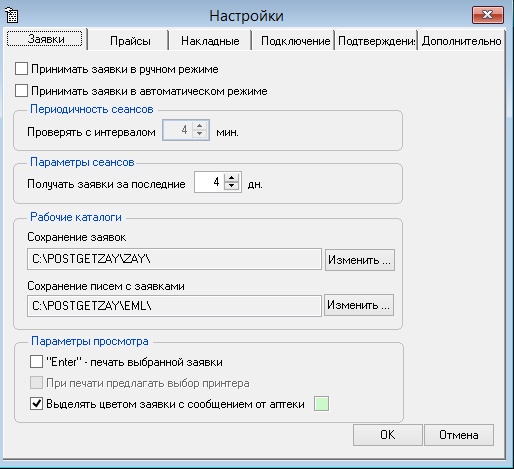 Настройки
Заявки Прайсы Накладные Подключение Подтверждения Дополнительно
Принимать заявки в ручном режиме
Принимать заявки в автоматическом режиме
Периодичность сеансов
Проверять с интервалом 4 мин.
Параметры сеансов
Получать заявки за последние 4 дн.
Рабочие каталоги
Сохранение заявок
C:\POSTGETZAY\ZAY\ Изменить ...
Сохранение писем с заявками
C:\POSTGETZAY\EML\ Изменить ...
Параметры просмотра
"Enter" - печать выбранной заявки
При печати предлагать выбор принтера
Выделять цветом заявки с сообщением от аптеки
OK Отмена